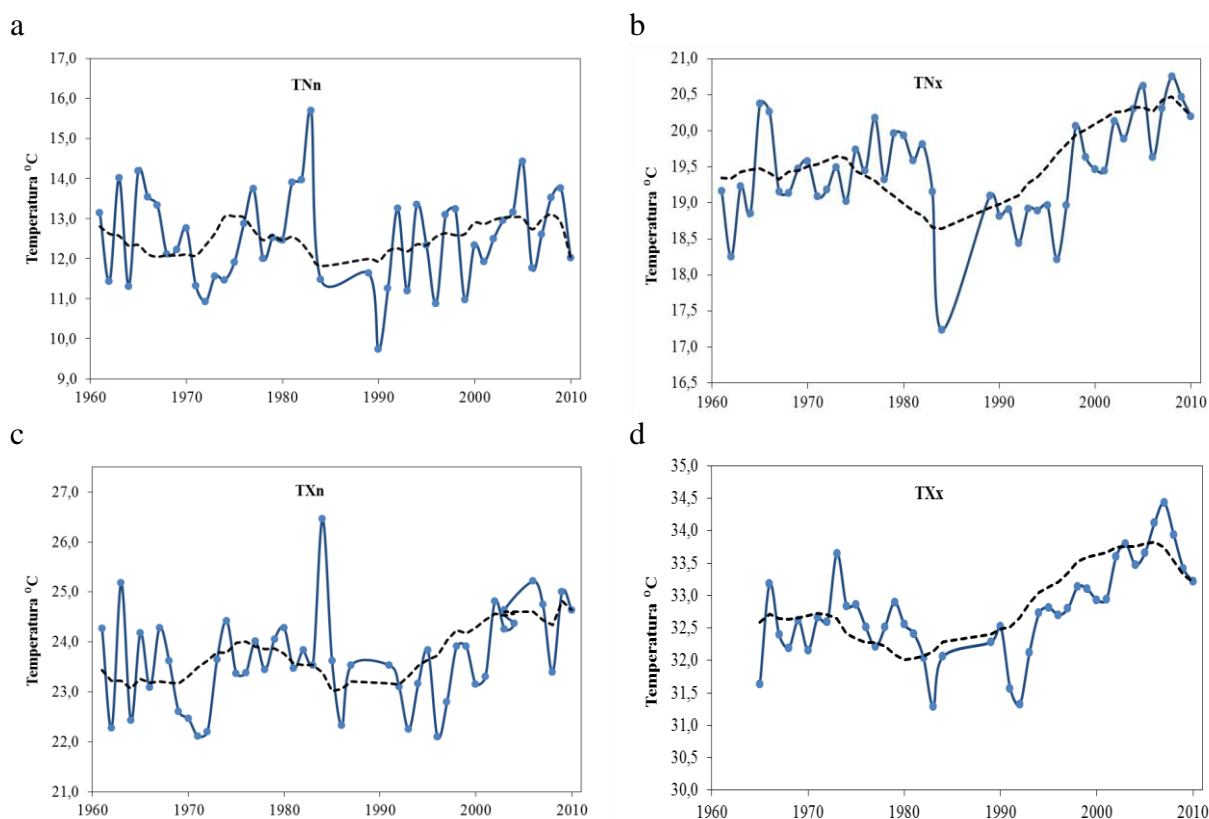 a
17,0
16,0
15,0
14,0
13,0
12,0
11,0
10,0
9,0
Temperatura °C
TNn
1960 1970 1980 1990 2000 2010
b
21,0
20,5
20,0
19,5
19,0
18,5
18,0
17,5
17,0
16,5
Temperatura °C
TNx
1960 1970 1980 1990 2000 2010
c
27,0
26,0
25,0
24,0
23,0
22,0
21,0
Temperatura °C
TXn
1960 1970 1980 1990 2000 2010
d
35,0
34,5
34,0
33,5
33,0
32,5
32,0
31,5
31,0
30,5
30,0
Temperatura °C
TXx
1960 1970 1980 1990 2000 2010